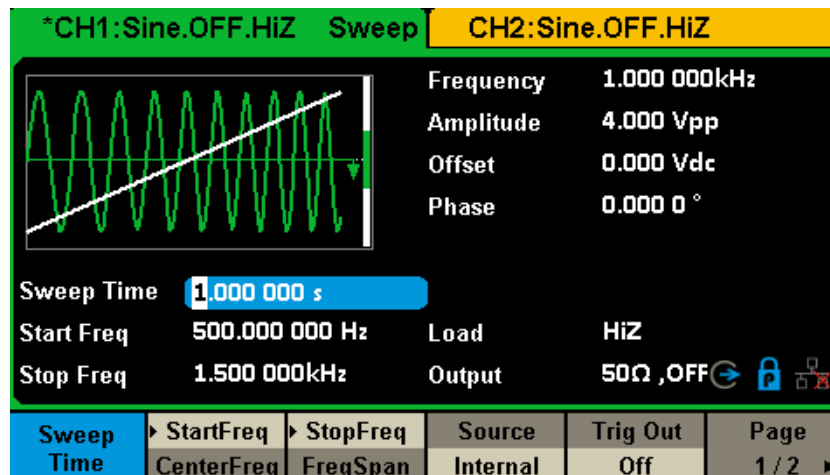 *CH1:Sine.OFF.HiZ Sweep CH2:Sine.OFF.HiZ
Frequency 1.000 000kHz
Amplitude 4.000 Vpp
Offset 0.000 Vdc
Phase 0.000 0 °
Sweep Time 1.000 000 s
Start Freq 500.000 000 Hz Load HiZ
Stop Freq 1.500 000kHz Output 50Ω ,OFF P
Sweep Time StartFreq StopFreq Source Trig Out Page
CenterFreq FreqSpan Internal Off 1/2